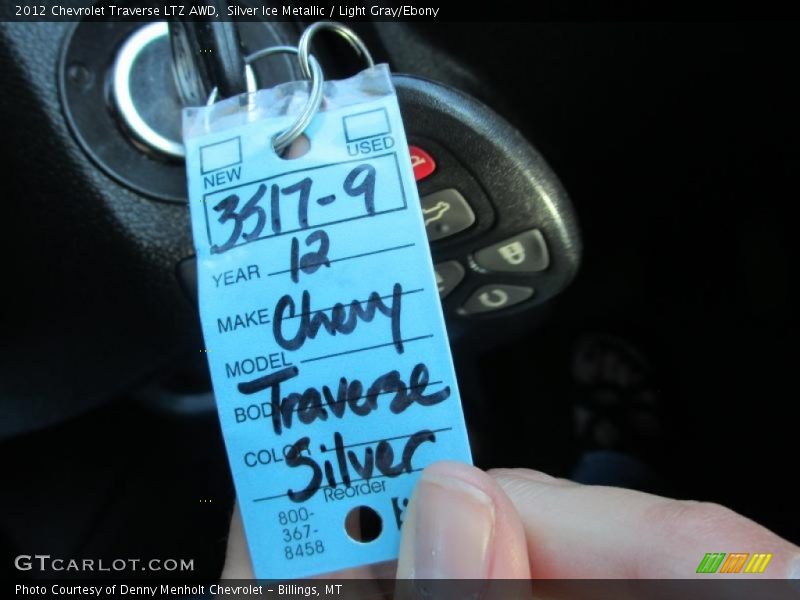 2012 Chevrolet Traverse LTZ AWD,  Silver Ice Metallic / Light Gray/Ebony
NEW
USED
3517-9
YEAR 12
MAKE Chevy
MODEL
BODY Traverse
COLOR Silver
Reorder
800-
367-
8458
GTCARLOT.COM
Photo Courtesy of Denny Menholt Chevrolet - Billings, MT